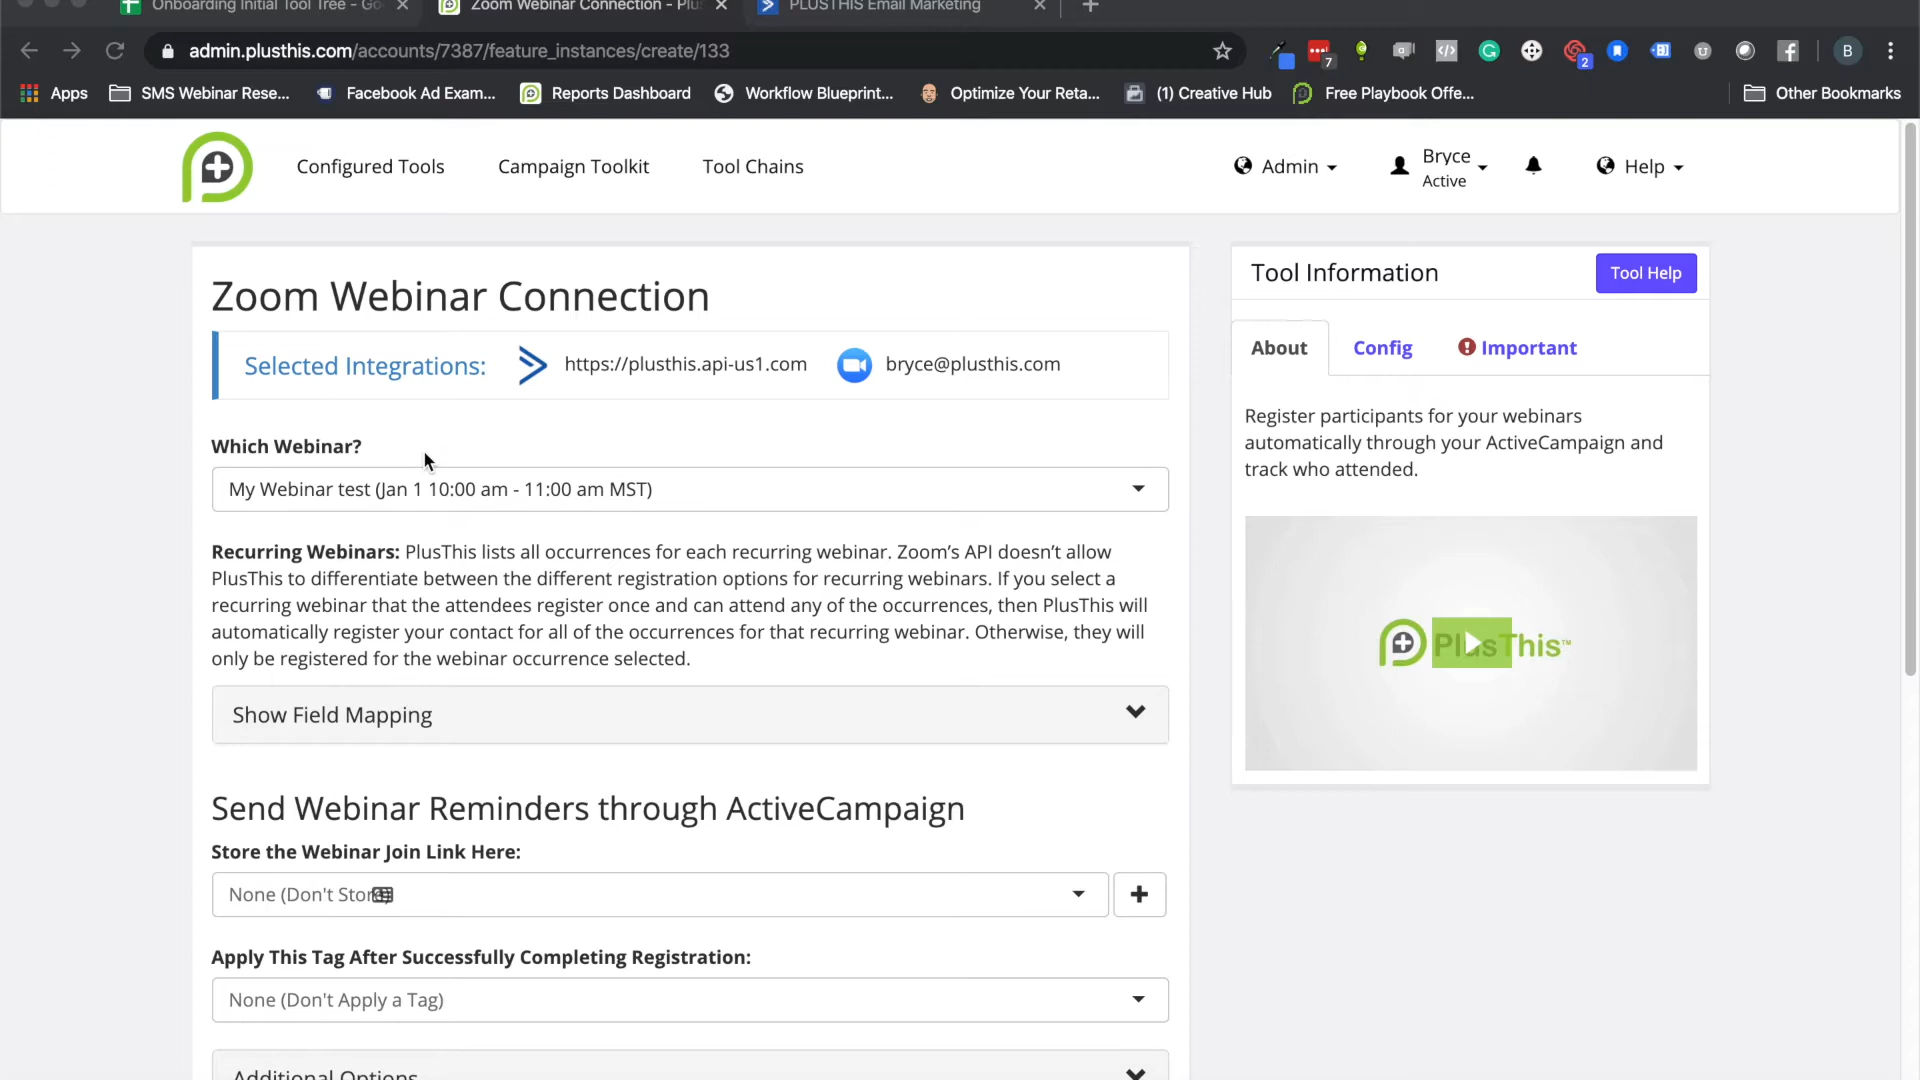 Onboarding Initial Tool Tree - Go
Zoom Webinar Connection - Plus
PLUSTHIS Email Marketing
admin.plusthis.com/accounts/7387/feature_instances/create/133
7
2
B
Apps
SMS Webinar Rese...
Facebook Ad Exam...
Reports Dashboard
Workflow Blueprint...
Optimize Your Reta...
(1) Creative Hub
Free Playbook Offe...
Other Bookmarks
Configured Tools
Campaign Toolkit
Tool Chains
Admin
Bryce
Active
Help
Zoom Webinar Connection
Selected Integrations:
https://plusthis.api-us1.com
bryce@plusthis.com
Which Webinar?
My Webinar test (Jan 1 10:00 am - 11:00 am MST)
Recurring Webinars: PlusThis lists all occurrences for each recurring webinar. Zoom's API doesn't allow
PlusThis to differentiate between the different registration options for recurring webinars. If you select a
recurring webinar that the attendees register once and can attend any of the occurrences, then PlusThis will
automatically register your contact for all of the occurrences for that recurring webinar. Otherwise, they will
only be registered for the webinar occurrence selected.
Show Field Mapping
Send Webinar Reminders through ActiveCampaign
Store the Webinar Join Link Here:
None (Don't Store)
Apply This Tag After Successfully Completing Registration:
None (Don't Apply a Tag)
Additional Options
Tool Information
Tool Help
About
Config
Important
Register participants for your webinars
automatically through your ActiveCampaign and
track who attended.
PlusThis™